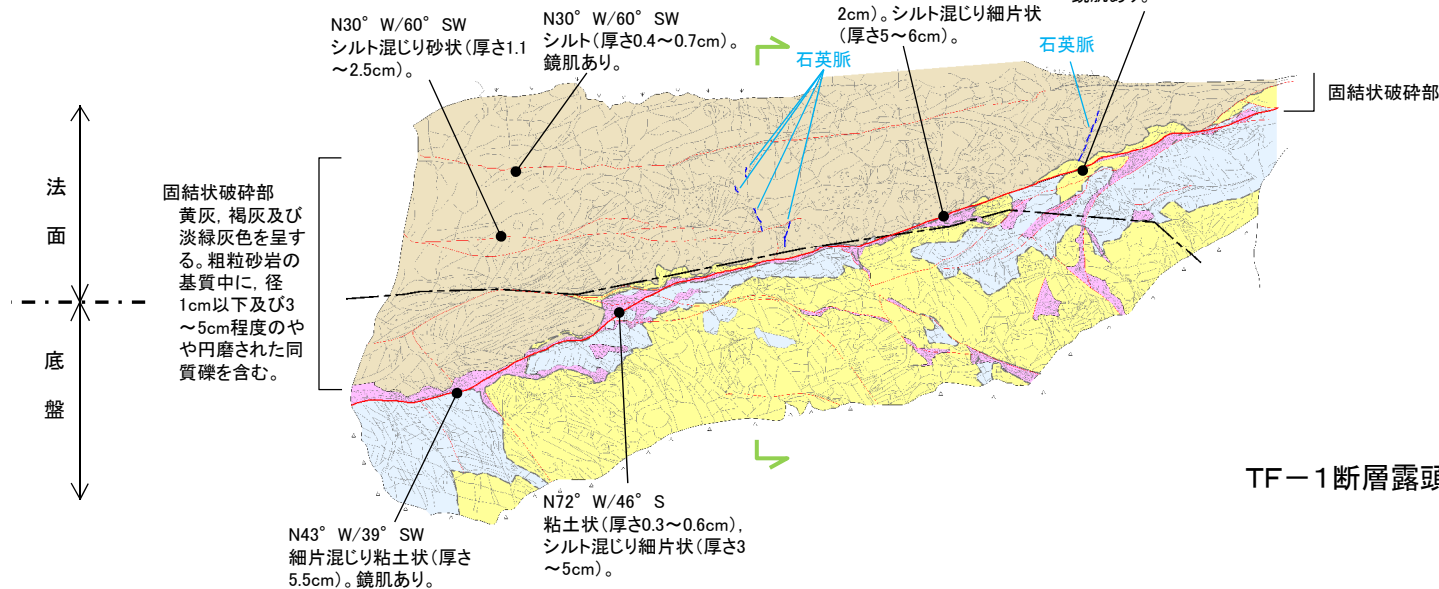 N30° W/60° SW
シルト混じり砂状(厚さ1.1
～2.5cm)。
N30° W/60° SW
シルト(厚さ0.4～0.7cm)。
鏡肌あり。
2cm)。シルト混じり細片状
(厚さ5～6cm)。
鏡肌あり。
石英脈
石英脈
固結状破砕部
法
面
底
盤
固結状破砕部
黄灰, 褐灰及び
淡緑灰色を呈す
る。粗粒砂岩の
基質中に, 径
1cm以下及び3
～5cm程度のや
や円磨された同
質礫を含む。
N43° W/39° SW
細片混じり粘土状(厚さ
5.5cm)。鏡肌あり。
N72° W/46° S
粘土状(厚さ0.3～0.6cm),
シルト混じり細片状(厚さ3
～5cm)。
TF－1断層露頭